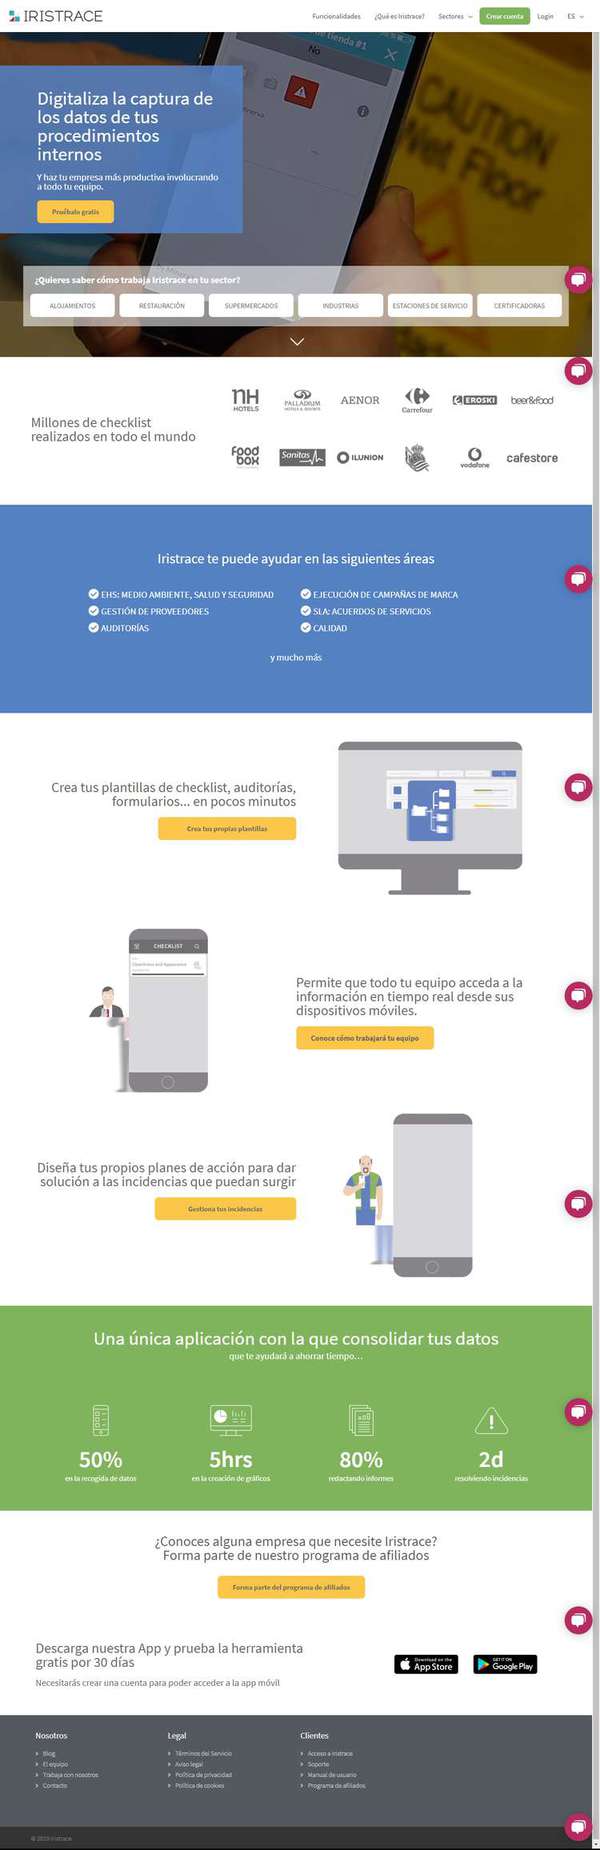 IRISTRACE
Funcionalidades
¿Qué es Iristrace?
Sectores
Crear cuenta
Login
ES
No
CAUTION
Wet Floor
Digitaliza la captura de
los datos de tus
procedimientos
internos
Y haz tu empresa más productiva involucrando
a todo tu equipo.
Pruébalo gratis
¿Quieres saber cómo trabaja Iristrace en tu sector?
ALOJAMIENTOS
RESTAURACIÓN
SUPERMERCADOS
INDUSTRIAS
ESTACIONES DE SERVICIO
CERTIFICADORAS
Millones de checklist
realizados en todo el mundo
nH
HOTELS
PALLADIUM
HOTELS & RESORTS
AENOR
Carrefour
EROSKI
beer&food
food
box
Sanitas
ILUNION
vodafone
cafestore
Iristrace te puede ayudar en las siguientes áreas
EHS: MEDIO AMBIENTE, SALUD Y SEGURIDAD
EJECUCIÓN DE CAMPAÑAS DE MARCA
GESTIÓN DE PROVEEDORES
SLA: ACUERDOS DE SERVICIOS
AUDITORÍAS
CALIDAD
y mucho más
Crea tus plantillas de checklist, auditorías,
formularios... en pocos minutos
Crea tus propias plantillas
CHECKLIST
Cleanliness and Appearance
Permite que todo tu equipo acceda a la
información en tiempo real desde sus
dispositivos móviles.
Conoce cómo trabajará tu equipo
Diseña tus propios planes de acción para dar
solución a las incidencias que puedan surgir
Gestiona tus incidencias
Una única aplicación con la que consolidar tus datos
que te ayudará a ahorrar tiempo...
50%
en la recogida de datos
5hrs
en la creación de gráficos
80%
redactando informes
2d
resolviendo incidencias
¿Conoces alguna empresa que necesite Iristrace?
Forma parte de nuestro programa de afiliados
Forma parte del programa de afiliados
Descarga nuestra App y prueba la herramienta
gratis por 30 días
Necesitarás crear una cuenta para poder acceder a la app móvil
Download on the
App Store
GET IT ON
Google Play
Nosotros
Blog
El equipo
Trabaja con nosotros
Contacto
Legal
Términos del Servicio
Aviso legal
Política de privacidad
Política de cookies
Clientes
Acceso a Iristrace
Soporte
Manual de usuario
Programa de afiliados
© 2019 Iristrace